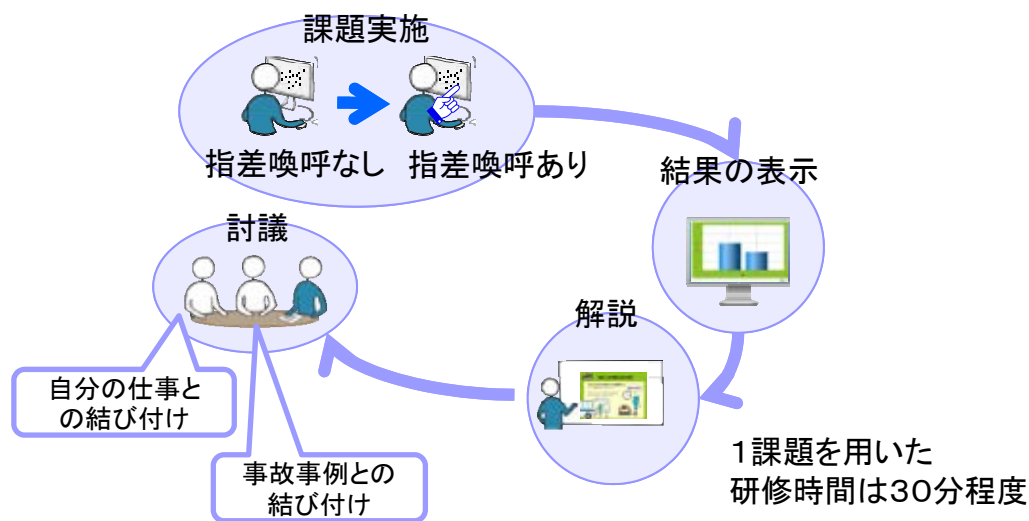 課題実施
指差喚呼なし
指差喚呼あり
結果の表示
解説
討議
自分の仕事と
の結び付け
事故事例との
結び付け
１課題を用いた
研修時間は３０分程度